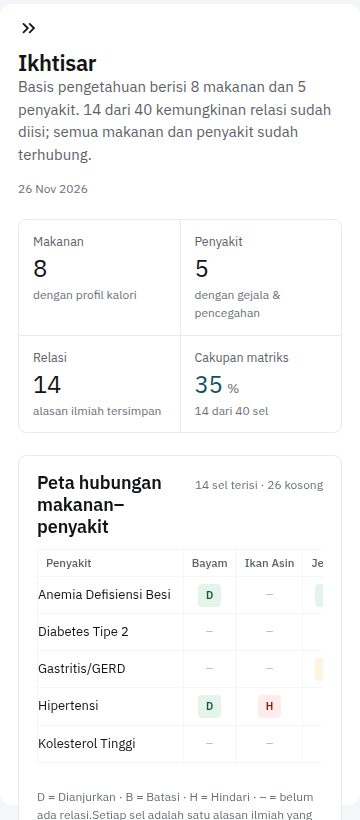 Ikhtisar
Basis pengetahuan berisi 8 makanan dan 5
penyakit. 14 dari 40 kemungkinan relasi sudah
diisi; semua makanan dan penyakit sudah
terhubung.
26 Nov 2026
Makanan
8
dengan profil kalori
Penyakit
5
dengan gejala &
pencegahan
Relasi
14
alasan ilmiah tersimpan
Cakupan matriks
35 %
14 dari 40 sel
Peta hubungan
makanan–
penyakit
14 sel terisi · 26 kosong
Penyakit Bayam Ikan Asin Je
Anemia Defisiensi Besi D –
Diabetes Tipe 2 – –
Gastritis/GERD – –
Hipertensi D H
Kolesterol Tinggi – –
D = Dianjurkan · B = Batasi · H = Hindari · – = belum
ada relasi.Setiap sel adalah satu alasan ilmiah yang